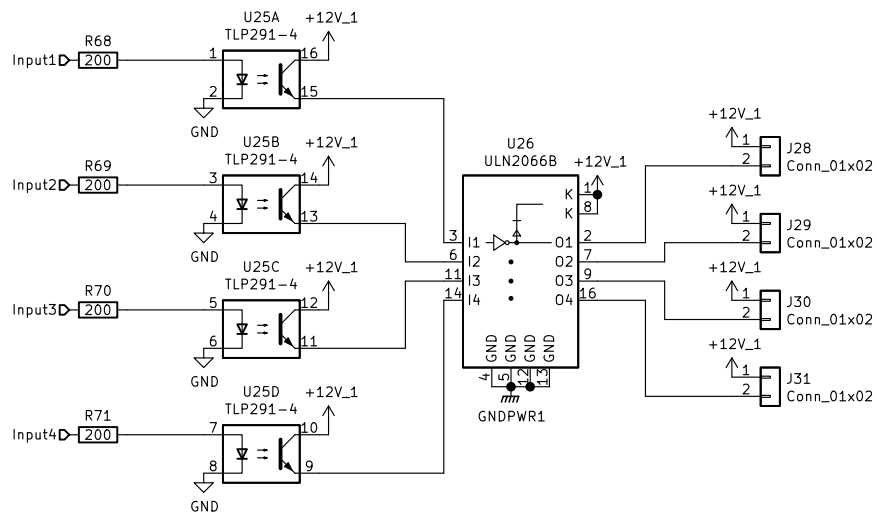 U25A
TLP291-4
+12V_1
R68
Input1
200
1
16
2
15
GND
U25B
TLP291-4
+12V_1
R69
Input2
200
3
14
4
13
GND
U25C
TLP291-4
+12V_1
R70
Input3
200
5
12
6
11
GND
U25D
TLP291-4
+12V_1
R71
Input4
200
7
10
8
9
GND
U26
ULN2066B
+12V_1
K 1
K 8
3 I1
O1 2
6 I2
O2 7
11 I3
O3 9
14 I4
O4 16
GND GND GND GND
4 5 12 13
GNDPWR1
+12V_1
1
2
J28
Conn_01x02
+12V_1
1
2
J29
Conn_01x02
+12V_1
1
2
J30
Conn_01x02
+12V_1
1
2
J31
Conn_01x02